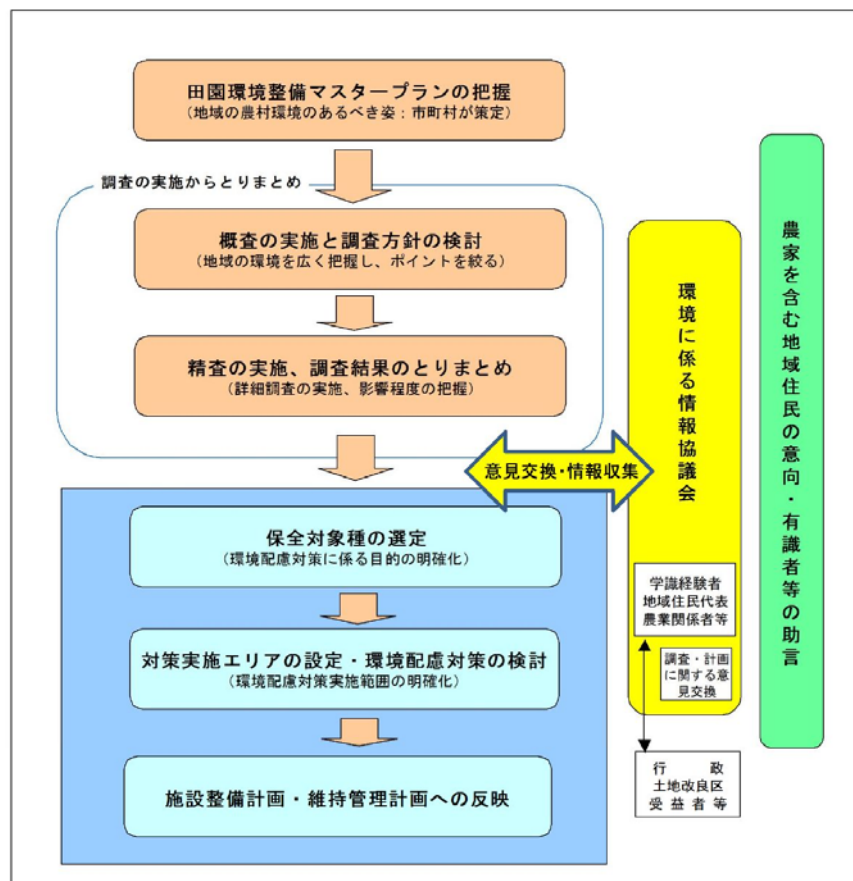 田園環境整備マスタープランの把握
（地域の農村環境のあるべき姿：市町村が策定）
調査の実施からとりまとめ
概査の実施と調査方針の検討
（地域の環境を広く把握し、ポイントを絞る）
精査の実施、調査結果のとりまとめ
（詳細調査の実施、影響程度の把握）
意見交換・情報収集
保全対象種の選定
（環境配慮対策に係る目的の明確化）
対策実施エリアの設定・環境配慮対策の検討
（環境配慮対策実施範囲の明確化）
施設整備計画・維持管理計画への反映
環境に係る情報協議会
学識経験者
地域住民代表
農業関係者等
調査・計画
に関する意
見交換
行政
土地改良区
受益者等
農家を含む地域住民の意向・有識者等の助言